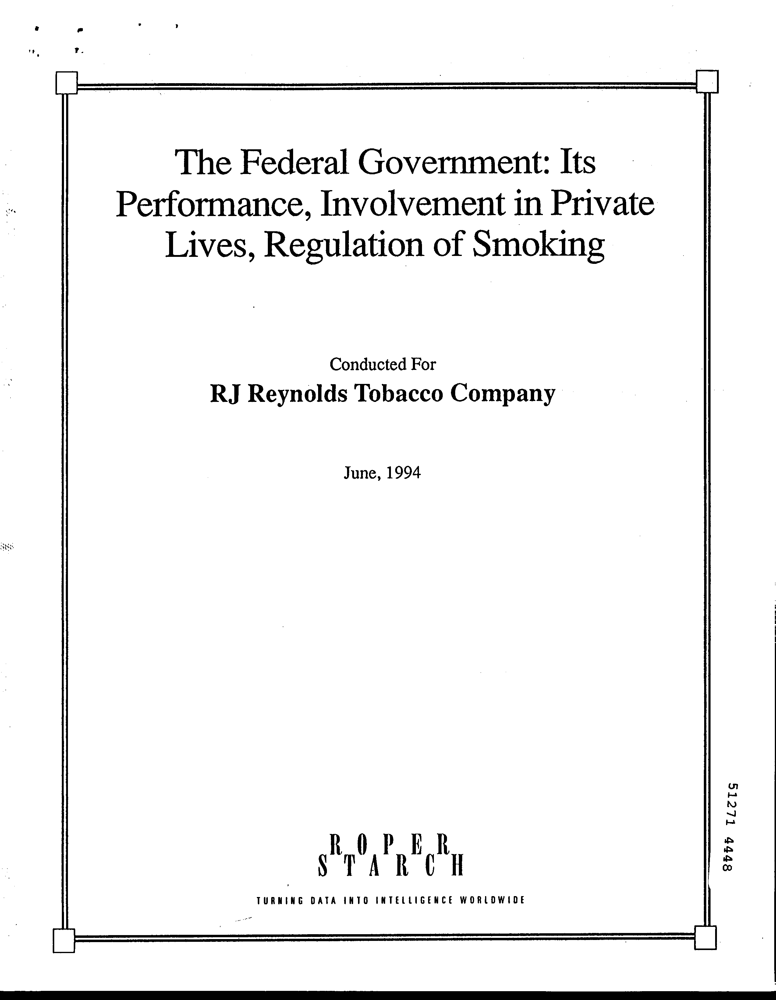 The Federal Government: Its
Performance, Involvement in Private
Lives, Regulation of Smoking
Conducted For
RJ Reynolds Tobacco Company
June, 1994
ROPER
STARCH
TURNING DATA INTO INTELLIGENCE WORLDWIDE
51271 4448